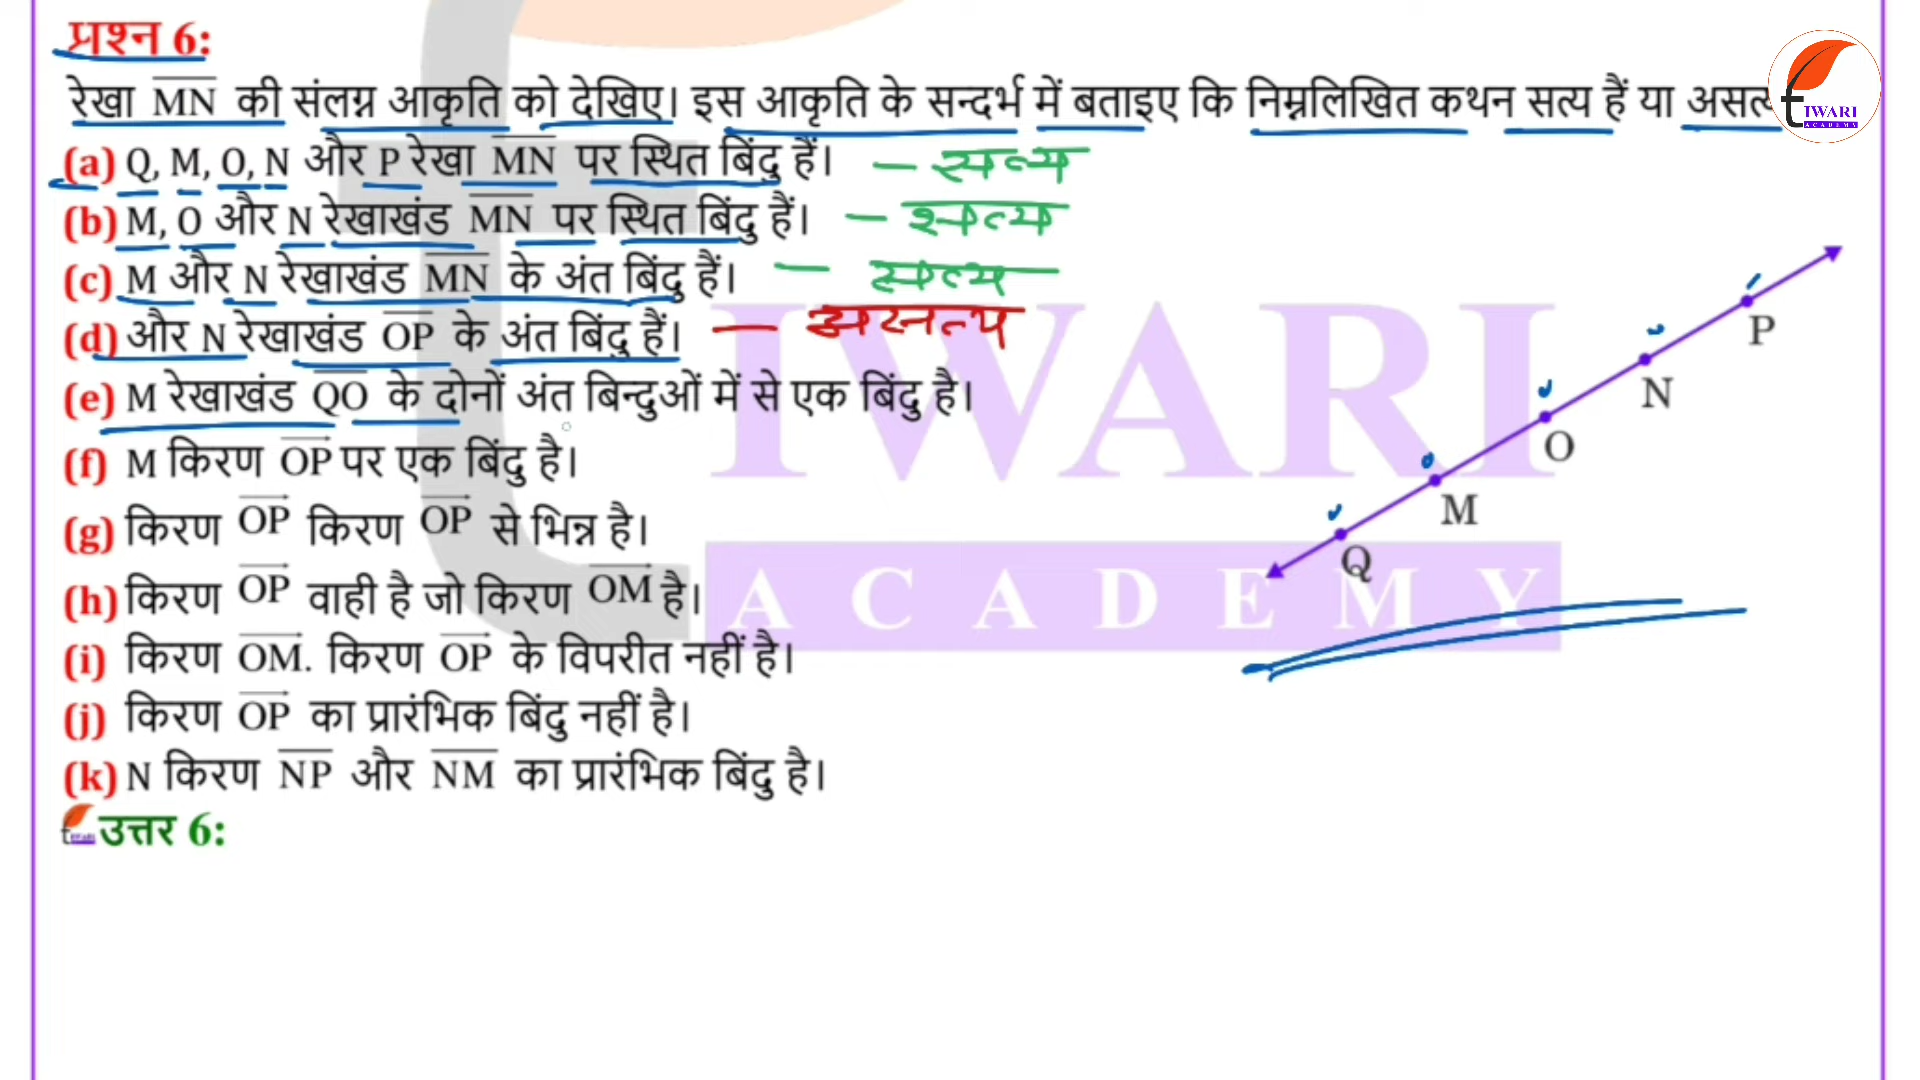 प्रश्न 6:
रेखा MN की संलग्न आकृति को देखिए। इस आकृति के सन्दर्भ में बताइए कि निम्नलिखित कथन सत्य हैं या असत्य
(a) Q, M, O, N और P रेखा MN पर स्थित बिंदु हैं। – सत्य
(b) M, O और N रेखाखंड MN पर स्थित बिंदु हैं। – सत्य
(c) M और N रेखाखंड MN के अंत बिंदु हैं। – सत्य
(d) और N रेखाखंड OP के अंत बिंदु हैं। – असत्य
(e) M रेखाखंड QO के दोनों अंत बिन्दुओं में से एक बिंदु है।
(f) M किरण OP पर एक बिंदु है।
(g) किरण OP किरण OP से भिन्न है।
(h) किरण OP वाही है जो किरण OM है।
(i) किरण OM. किरण OP के विपरीत नहीं है।
(j) किरण OP का प्रारंभिक बिंदु नहीं है।
(k) N किरण NP और NM का प्रारंभिक बिंदु है।
उत्तर 6:
P
N
O
M
Q
IWARI
ACADEMY
IWARI
ACADEMY